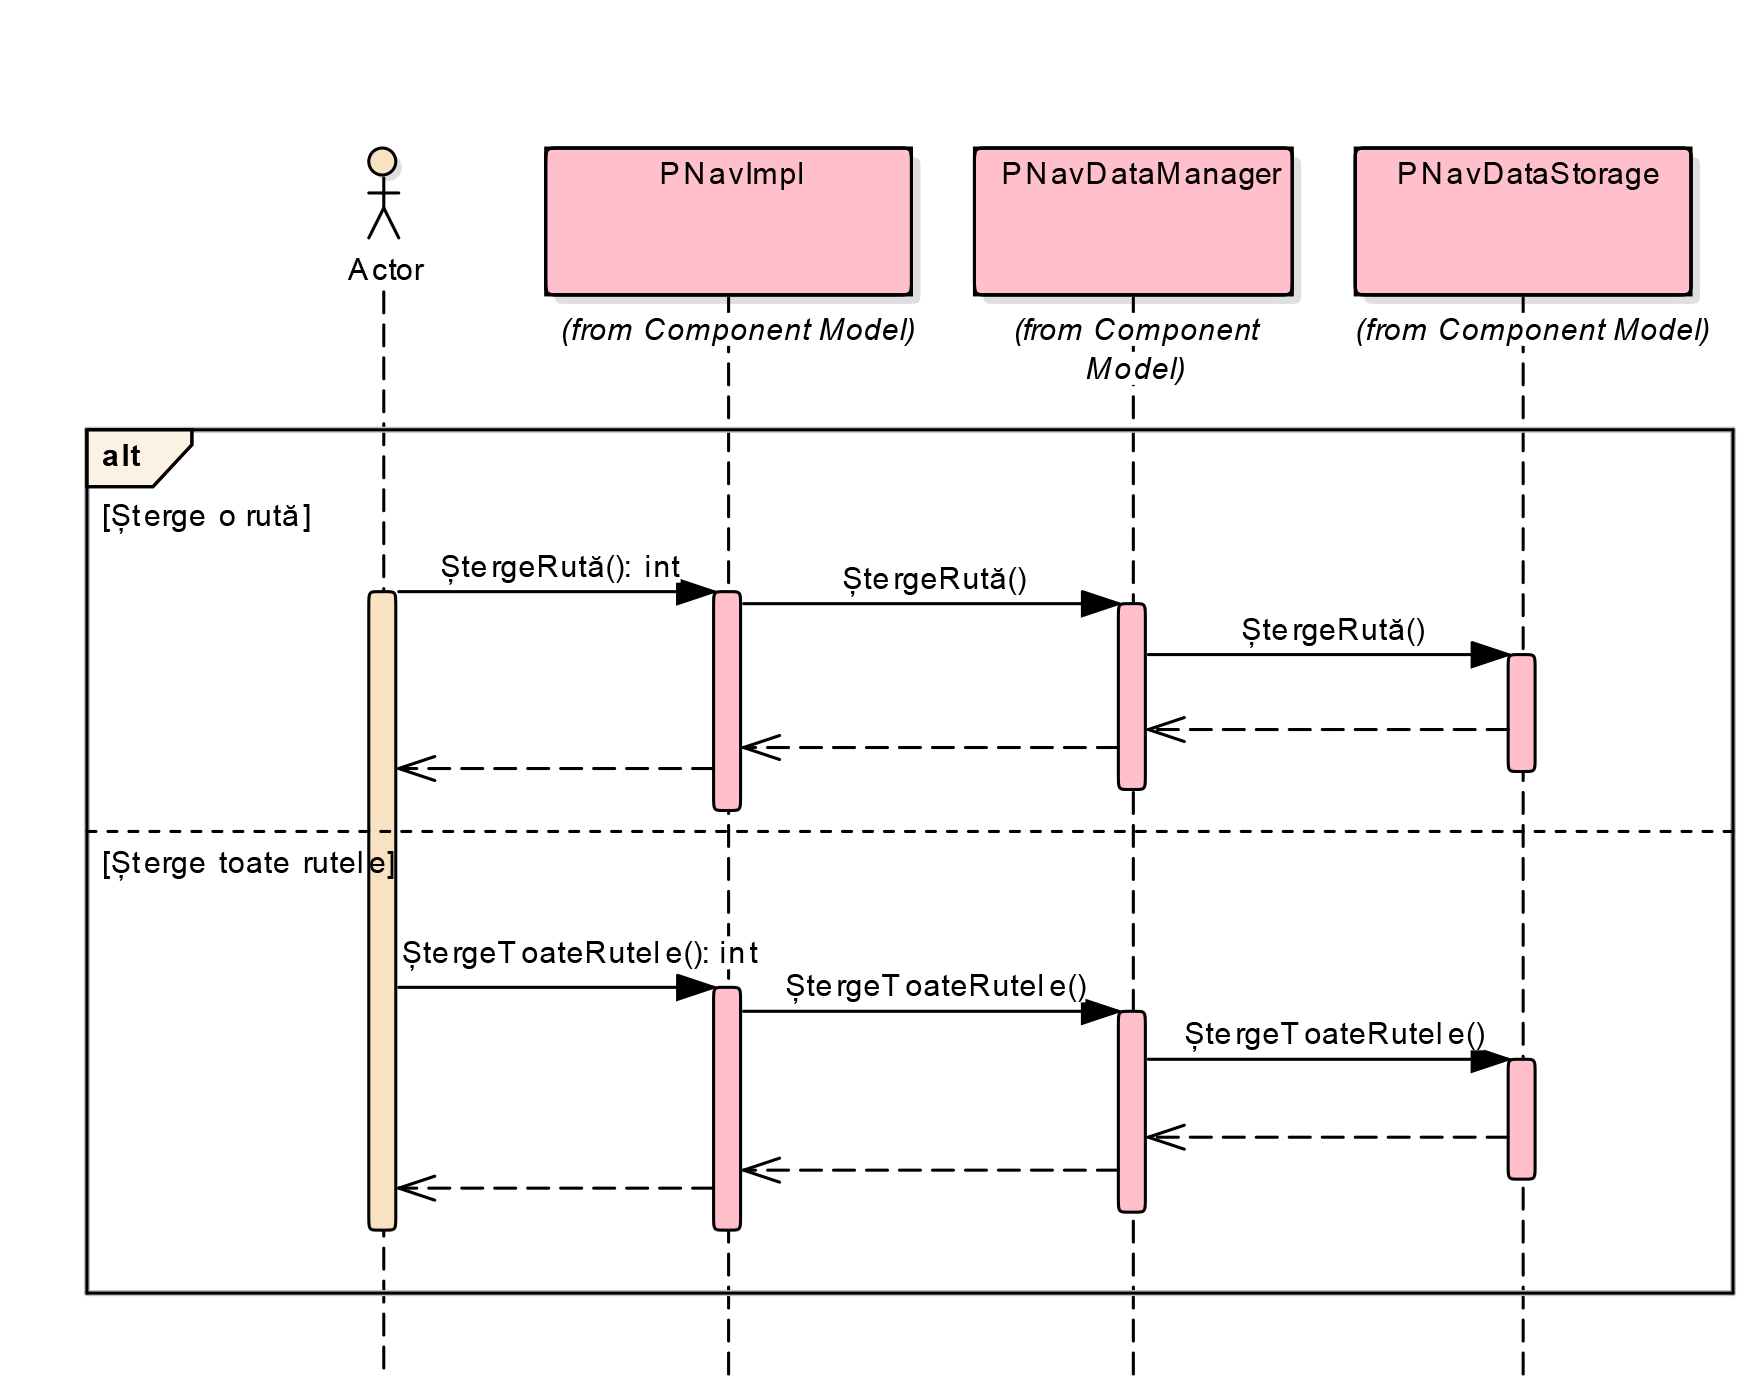 Actor
PNavImpl
(from Component Model)
PNavDataManager
(from Component
Model)
PNavDataStorage
(from Component Model)
alt
[Șterge o rută]
ȘtergeRută(): int
ȘtergeRută()
ȘtergeRută()
[Șterge toate rutele]
ȘtergeToateRutele(): int
ȘtergeToateRutele()
ȘtergeToateRutele()